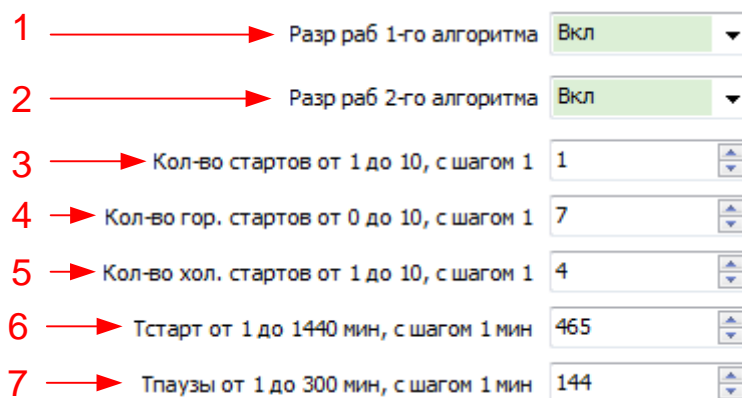 1 Разр раб 1-го алгоритма Вкл
2 Разр раб 2-го алгоритма Вкл
3 Кол-во стартов от 1 до 10, с шагом 1 1
4 Кол-во гор. стартов от 0 до 10, с шагом 1 7
5 Кол-во хол. стартов от 1 до 10, с шагом 1 4
6 Тстарт от 1 до 1440 мин, с шагом 1 мин 465
7 Тпаузы от 1 до 300 мин, с шагом 1 мин 144